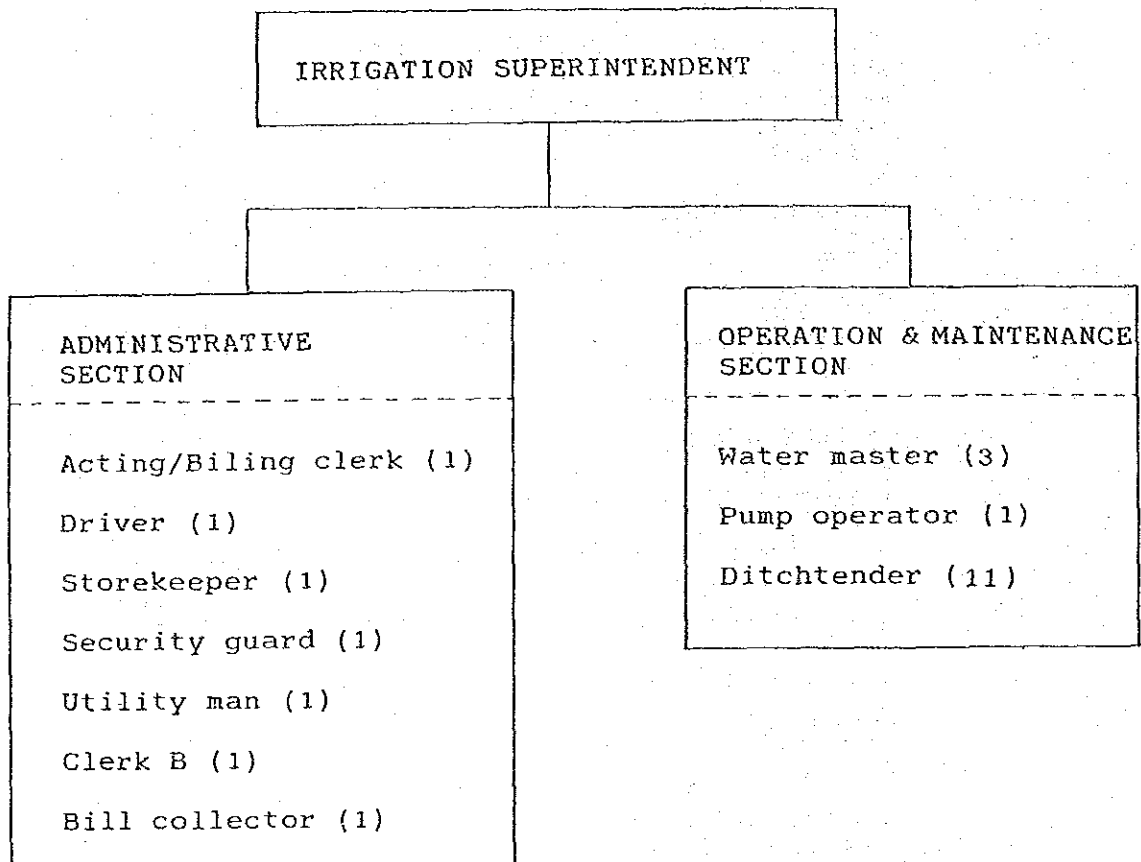 IRRIGATION SUPERINTENDENT
ADMINISTRATIVE
SECTION
Acting/Biling clerk (1)
Driver (1)
Storekeeper (1)
Security guard (1)
Utility man (1)
Clerk B (1)
Bill collector (1)
OPERATION & MAINTENANCE
SECTION
Water master (3)
Pump operator (1)
Ditchtender (11)